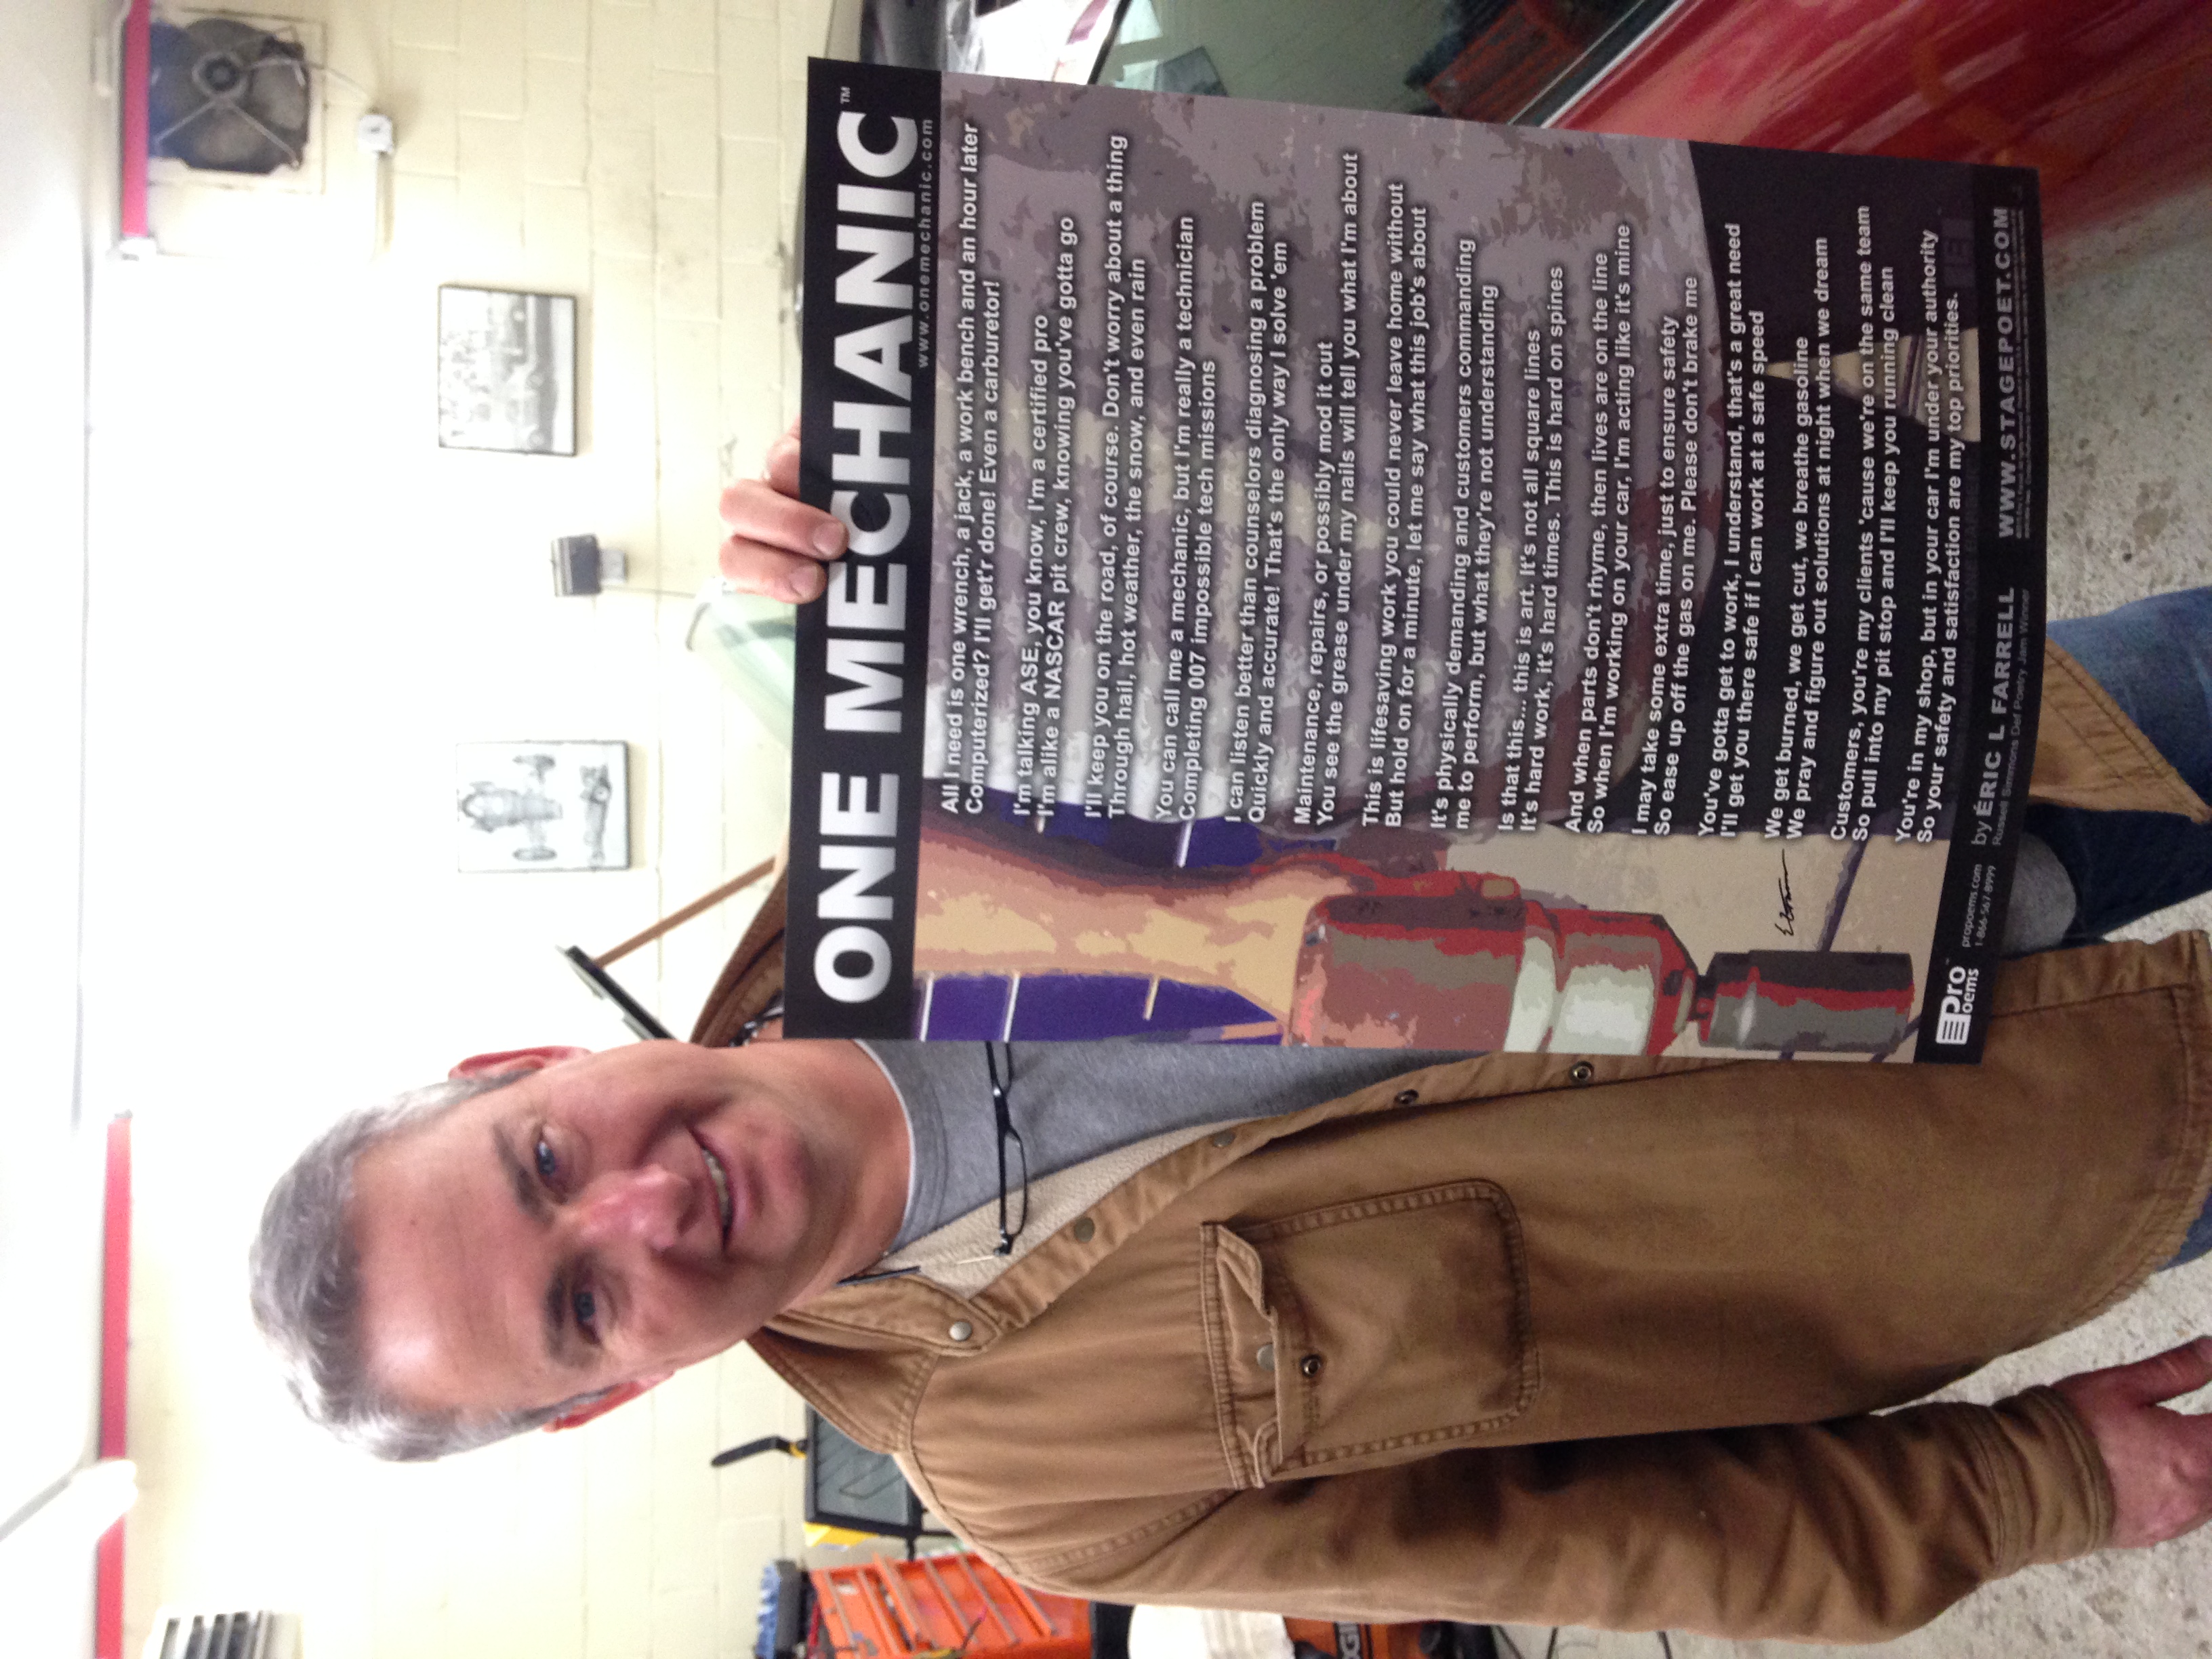 ONE MECHANIC™
www.onemechanic.com
All I need is one wrench, a jack, a work bench and an hour later
Computerized? I'll get'r done! Even a carburetor!
I'm talking ASE, you know, I'm a certified pro
I'm alike a NASCAR pit crew, knowing you've gotta go
I'll keep you on the road, of course. Don't worry about a thing
Through hail, hot weather, the snow, and even rain
You can call me a mechanic, but I'm really a technician
Completing 007 impossible tech missions
I can listen better than counselors diagnosing a problem
Quickly and accurate! That's the only way I solve 'em
Maintenance, repairs, or possibly mod it out
You see the grease under my nails will tell you what I'm about
This is lifesaving work you could never leave home without
But hold on for a minute, let me say what this job's about
It's physically demanding and customers commanding
me to perform, but what they're not understanding
Is that this... this is art, it's not all square lines
It's hard work, it's hard times. This is hard on spines
And when parts don't rhyme, then lives are on the line
So when I'm working on your car, I'm acting like it's mine
I may take some extra time, just to ensure safety
So ease up off the gas on me. Please don't brake me
You've gotta get to work, I understand, that's a great need
I'll get you there safe if I can work at a safe speed
We get burned, we get cut, we breathe gasoline
We pray and figure out solutions at night when we dream
Customers, you're my clients 'cause we're on the same team
So pull into my pit stop and I'll keep you running clean
You're in my shop, but in your car I'm under your authority
So your safety and satisfaction are my top priorities.
Pro
oems
propoems.com
1-866-567-8999
by ÉRIC L FARRELL
Russell Simmons Def Poetry Jam Winner
WWW.STAGEPOET.COM